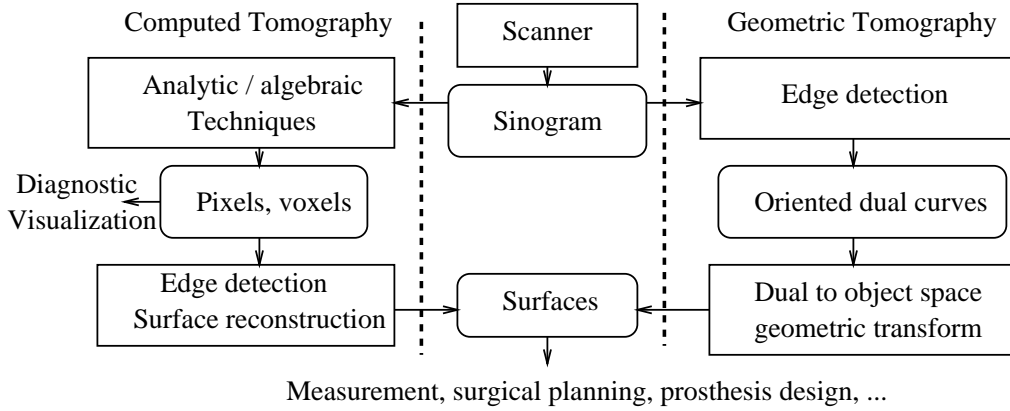 Computed Tomography
Scanner
Geometric Tomography
Analytic / algebraic
Techniques
Sinogram
Edge detection
Diagnostic
Visualization
Pixels, voxels
Oriented dual curves
Edge detection
Surface reconstruction
Surfaces
Dual to object space
geometric transform
Measurement, surgical planning, prosthesis design, ...